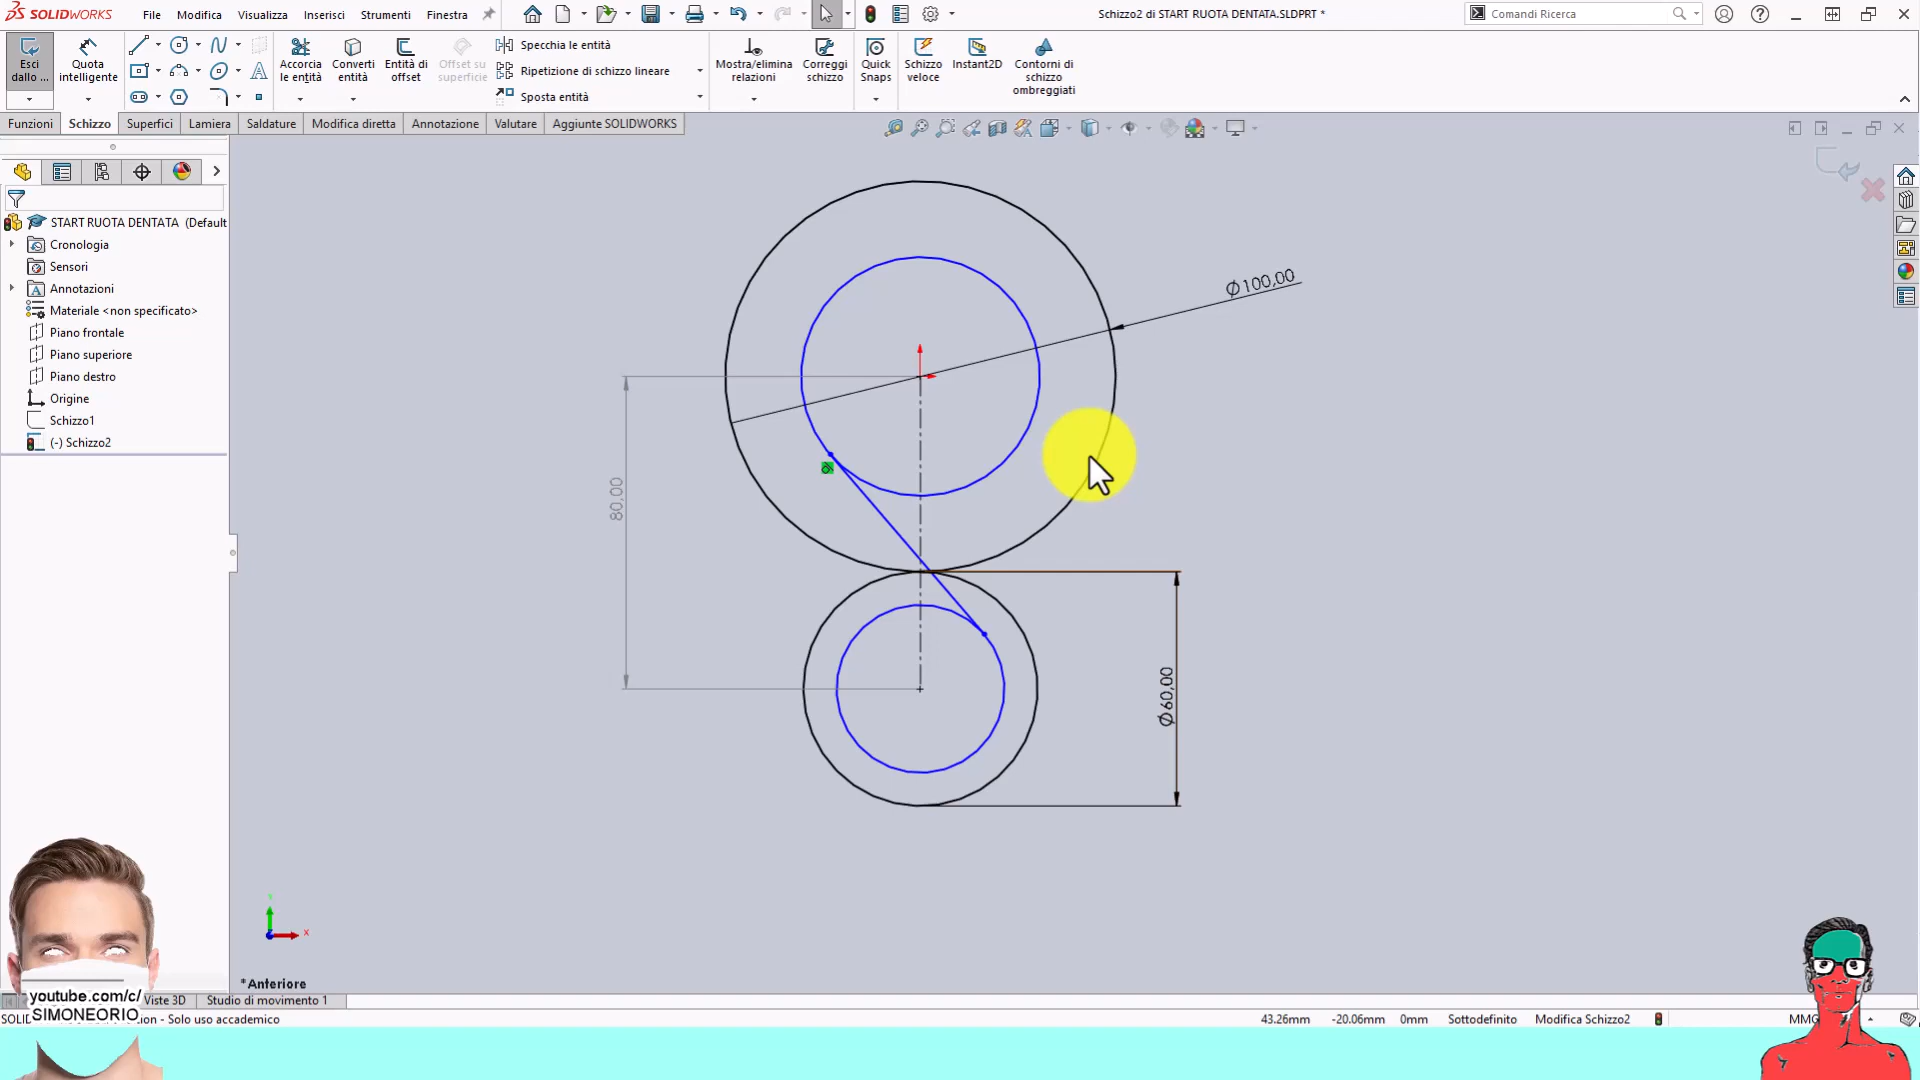 SOLIDWORKS
File
Modifica
Visualizza
Inserisci
Strumenti
Finestra
Schizzo2 di START RUOTA DENTATA.SLDPRT *
Comandi Ricerca
Esci
dallo ...
Quota
intelligente
Accorcia
le entità
Converti
entità
Entità di
offset
Offset su
superficie
Specchia le entità
Ripetizione di schizzo lineare
Sposta entità
Mostra/elimina
relazioni
Correggi
schizzo
Quick
Snaps
Schizzo
veloce
Instant2D
Contorni di
schizzo
ombreggiati
Funzioni
Schizzo
Superfici
Lamiera
Saldature
Modifica diretta
Annotazione
Valutare
Aggiunte SOLIDWORKS
START RUOTA DENTATA (Default
Cronologia
Sensori
Annotazioni
Materiale <non specificato>
Piano frontale
Piano superiore
Piano destro
Origine
Schizzo1
(-) Schizzo2
Ø100,00
80,00
Ø60,00
Y
X
*Anteriore
youtube.com/c/
SIMONEORIO
Viste 3D
Studio di movimento 1
- Solo uso accademico
43.26mm
-20.06mm
0mm
Sottodefinito
Modifica Schizzo2